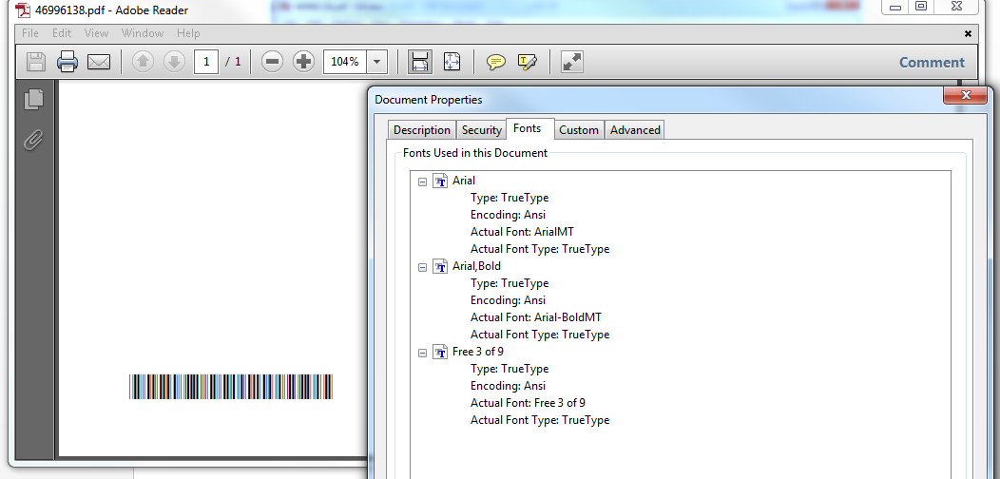 46996138.pdf - Adobe Reader
File Edit View Window Help
1 / 1 104% Comment
Document Properties
Description Security Fonts Custom Advanced
Fonts Used in this Document
Arial
Type: TrueType
Encoding: Ansi
Actual Font: ArialMT
Actual Font Type: TrueType
Arial,Bold
Type: TrueType
Encoding: Ansi
Actual Font: Arial-BoldMT
Actual Font Type: TrueType
Free 3 of 9
Type: TrueType
Encoding: Ansi
Actual Font: Free 3 of 9
Actual Font Type: TrueType